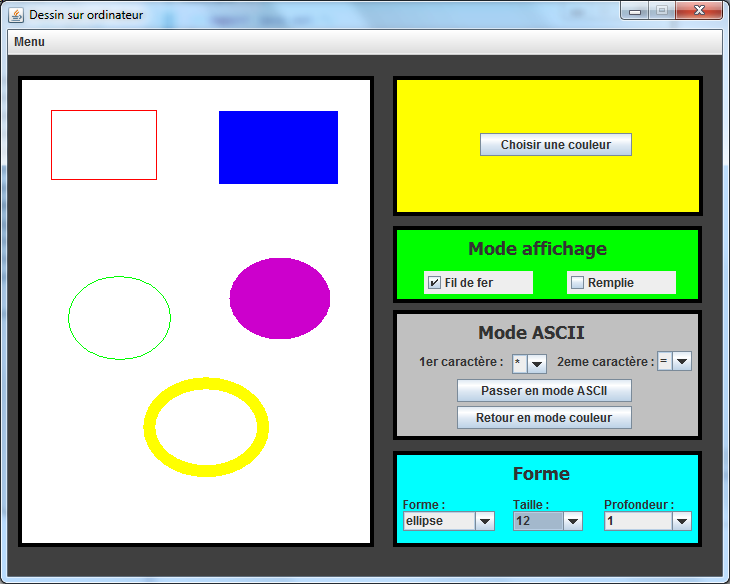 Dessin sur ordinateur
Menu
Choisir une couleur
Mode affichage
Fil de fer
Remplie
Mode ASCII
1er caractère : * 2eme caractère : =
Passer en mode ASCII
Retour en mode couleur
Forme
Forme : Taille : Profondeur :
ellipse 12 1